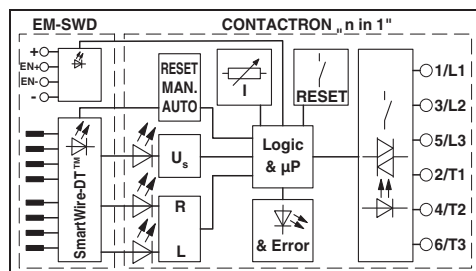 EM-SWD
CONTACTRON „n in 1"
+
EN+
EN-
-
RESET
MAN.
AUTO
I
RESET
SmartWire-DT™
Us
R
L
Logic
& µP
& Error
1/L1
3/L2
5/L3
2/T1
4/T2
6/T3